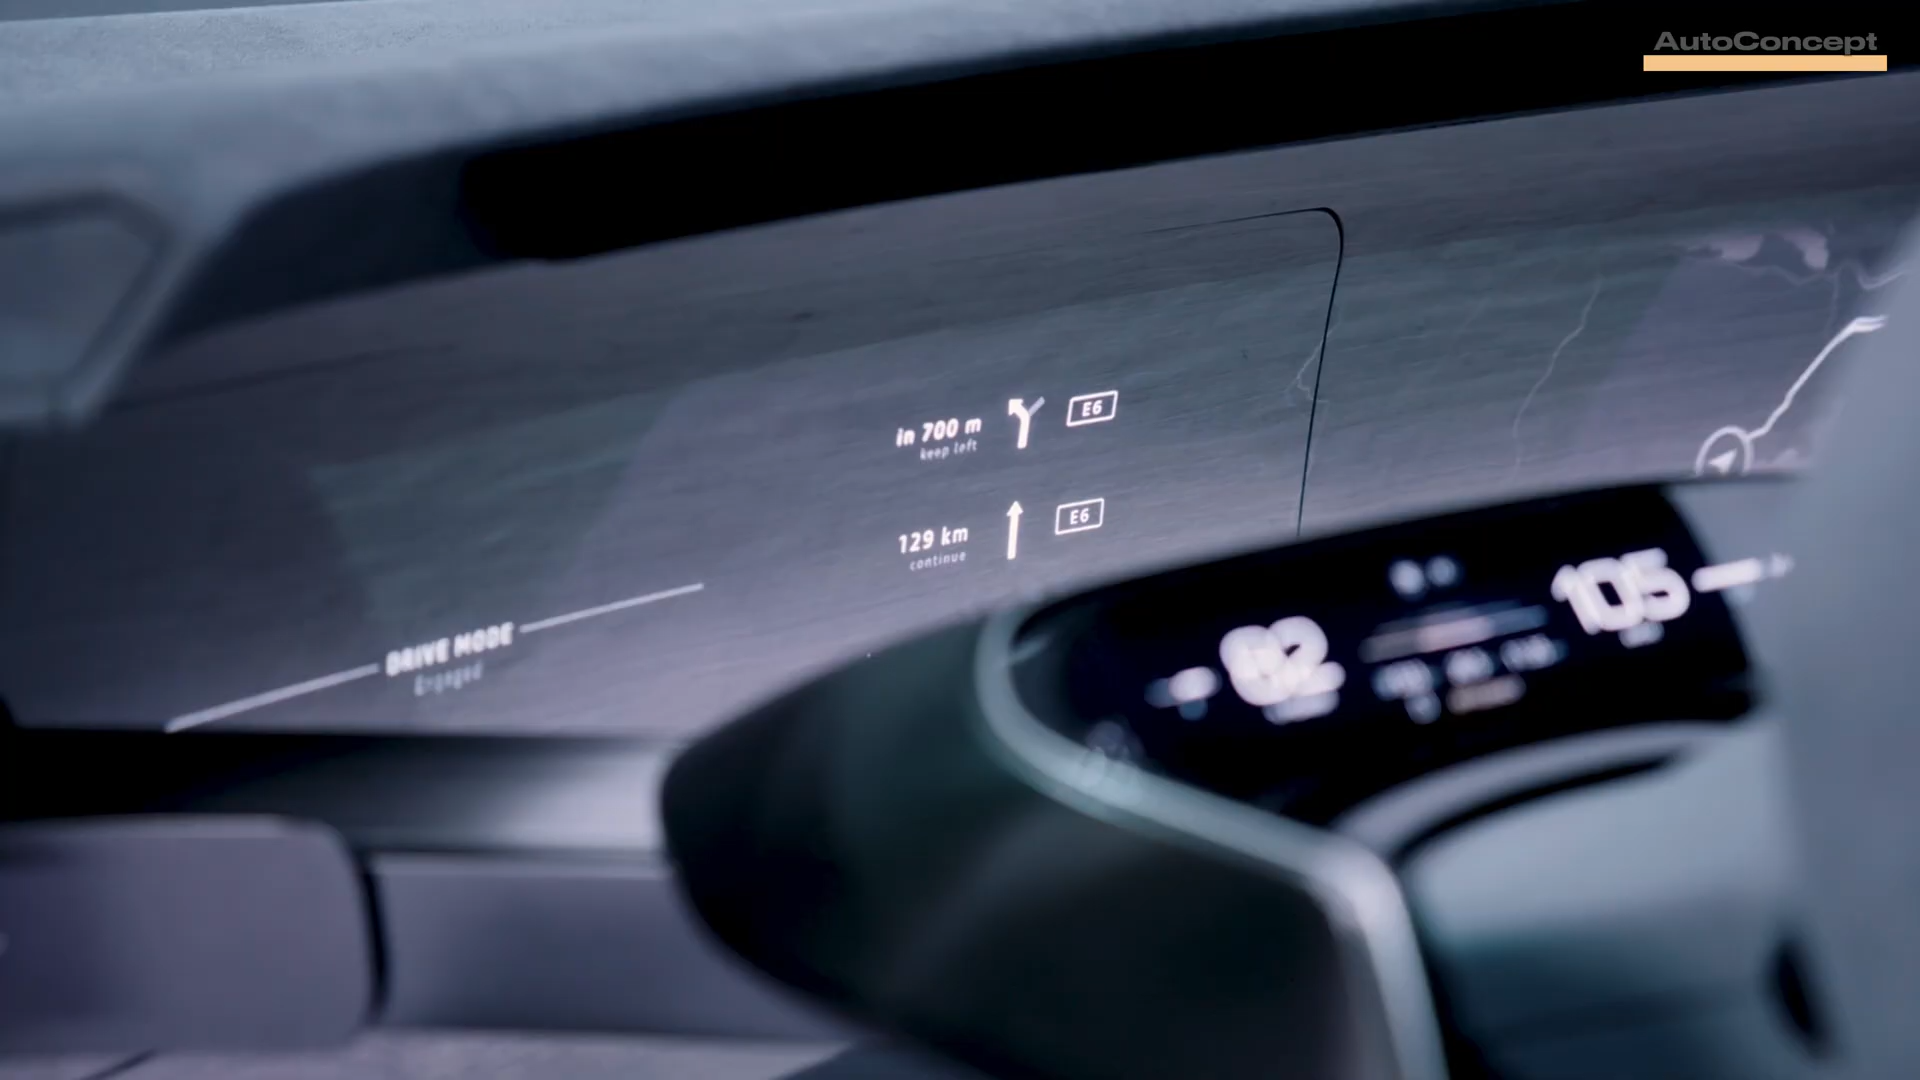 AutoConcept
in 700 m
keep left
E6
129 km
continue
E6
DRIVE MODE
Engaged
105